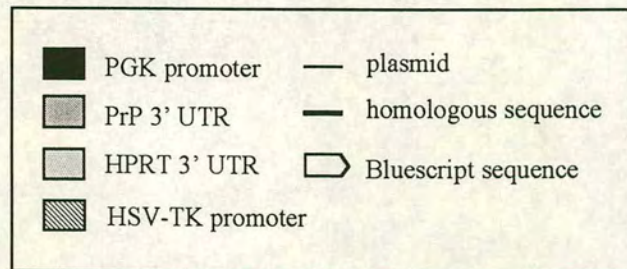 PGK promoter
PrP 3' UTR
HPRT 3' UTR
HSV-TK promoter
plasmid
homologous sequence
Bluescript sequence